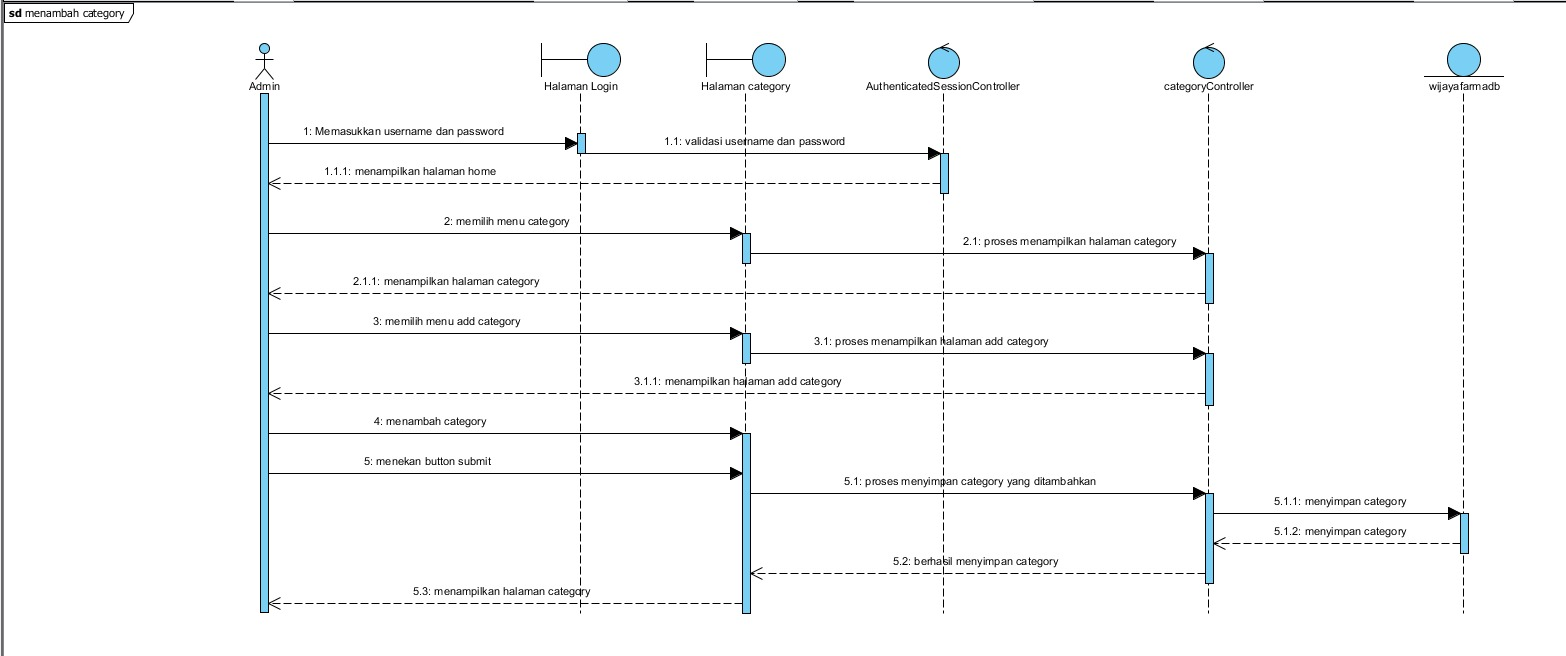 sd menambah category
Admin
Halaman Login
Halaman category
AuthenticatedSessionController
categoryController
wijayafarmadb
1: Memasukkan username dan password
1.1: validasi username dan password
1.1.1: menampilkan halaman home
2: memilih menu category
2.1: proses menampilkan halaman category
2.1.1: menampilkan halaman category
3: memilih menu add category
3.1: proses menampilkan halaman add category
3.1.1: menampilkan halaman add category
4: menambah category
5: menekan button submit
5.1: proses menyimpan category yang ditambahkan
5.1.1: menyimpan category
5.1.2: menyimpan category
5.2: berhasil menyimpan category
5.3: menampilkan halaman category